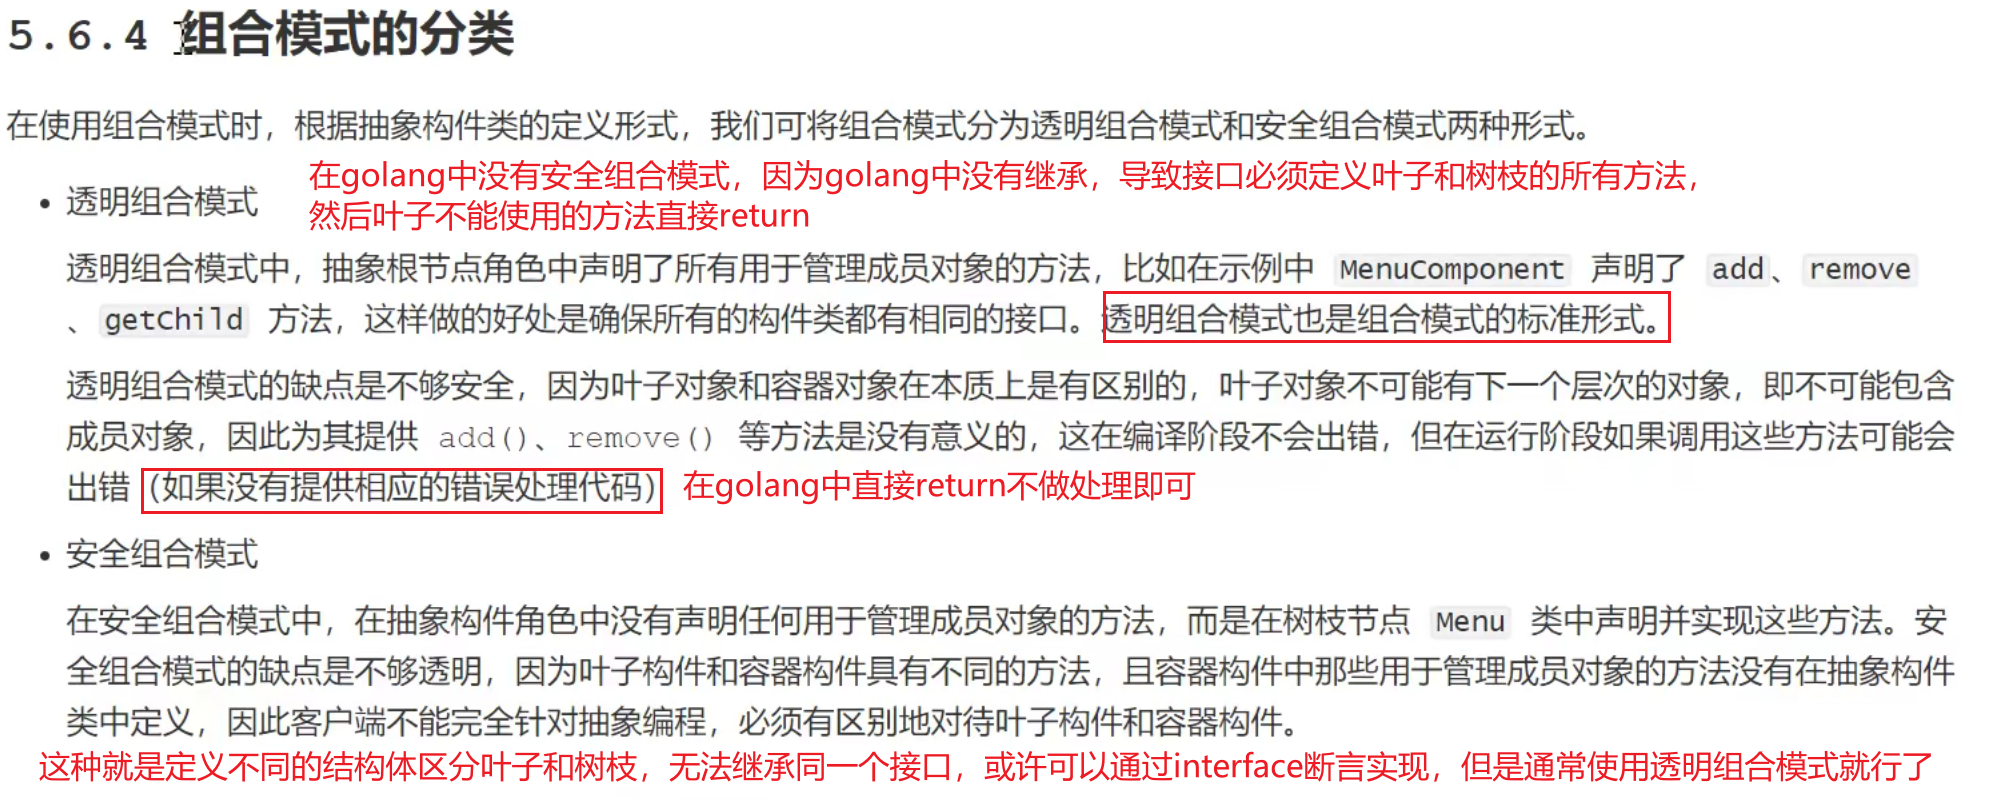 5.6.4 组合模式的分类
在使用组合模式时，根据抽象构件类的定义形式，我们可将组合模式分为透明组合模式和安全组合模式两种形式。
在golang中没有安全组合模式，因为golang中没有继承，导致接口必须定义叶子和树枝的所有方法，
然后叶子不能使用的方法直接return
• 透明组合模式
透明组合模式中，抽象根节点角色中声明了所有用于管理成员对象的方法，比如在示例中 MenuComponent 声明了 add、remove
、getChild 方法，这样做的好处是确保所有的构件类都有相同的接口。透明组合模式也是组合模式的标准形式。
透明组合模式的缺点是不够安全，因为叶子对象和容器对象在本质上是有区别的，叶子对象不可能有下一个层次的对象，即不可能包含
成员对象，因此为其提供 add()、remove() 等方法是没有意义的，这在编译阶段不会出错，但在运行阶段如果调用这些方法可能会
出错（如果没有提供相应的错误处理代码） 在golang中直接return不做处理即可
• 安全组合模式
在安全组合模式中，在抽象构件角色中没有声明任何用于管理成员对象的方法，而是在树枝节点 Menu 类中声明并实现这些方法。安
全组合模式的缺点是不够透明，因为叶子构件和容器构件具有不同的方法，且容器构件中那些用于管理成员对象的方法没有在抽象构件
类中定义，因此客户端不能完全针对抽象编程，必须有区别地对待叶子构件和容器构件。
这种就是定义不同的结构体区分叶子和树枝，无法继承同一个接口，或许可以通过interface断言实现，但是通常使用透明组合模式就行了